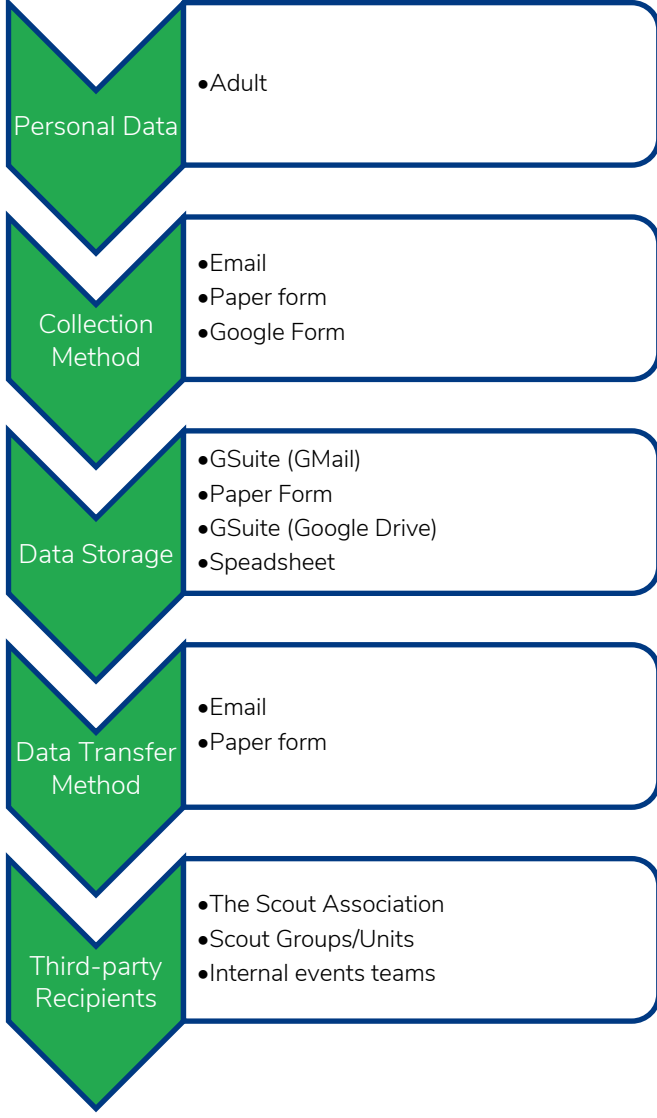 Personal Data
•Adult
Collection
Method
•Email
•Paper form
•Google Form
Data Storage
•GSuite (GMail)
•Paper Form
•GSuite (Google Drive)
•Speadsheet
Data Transfer
Method
•Email
•Paper form
Third-party
Recipients
•The Scout Association
•Scout Groups/Units
•Internal events teams